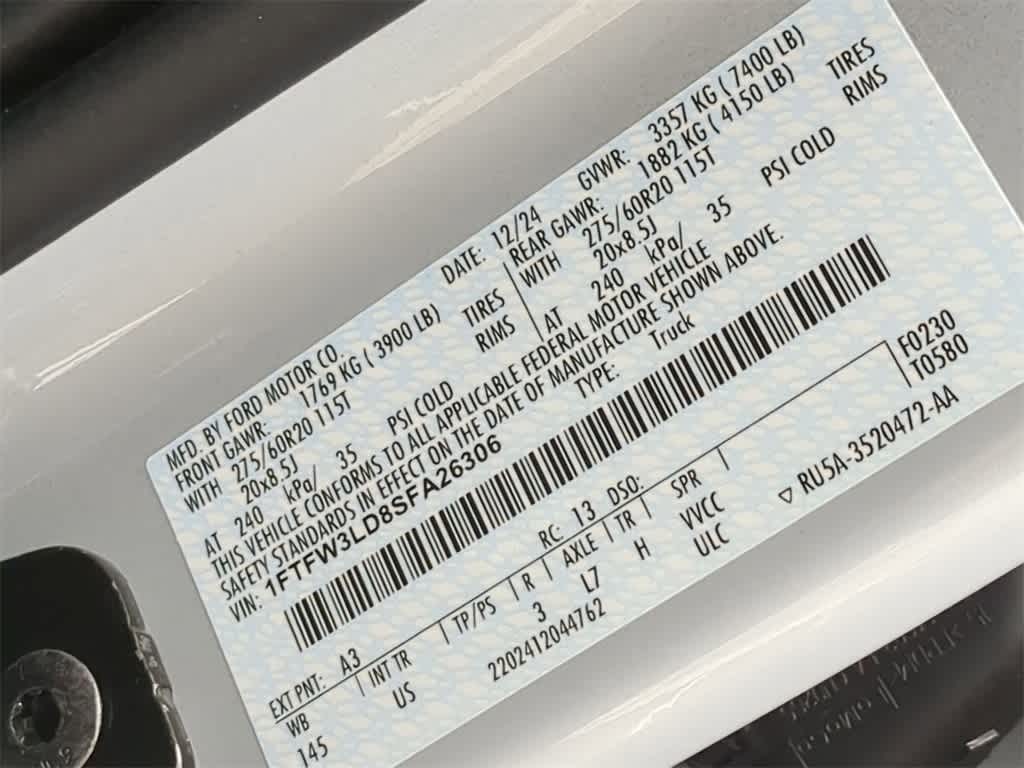 MFD. BY FORD MOTOR CO.
DATE: 12/24
GVWR: 3357 KG ( 7400 LB)
FRONT GAWR: 1769 KG ( 3900 LB)
REAR GAWR: 1882 KG ( 4150 LB)
WITH 275/60R20 115T TIRES
WITH 275/60R20 115T TIRES
20x8.5J RIMS
20x8.5J RIMS
AT 240 kPa/ 35 PSI COLD
AT 240 kPa/ 35 PSI COLD
THIS VEHICLE CONFORMS TO ALL APPLICABLE FEDERAL MOTOR VEHICLE
SAFETY STANDARDS IN EFFECT ON THE DATE OF MANUFACTURE SHOWN ABOVE.
VIN: 1FTFW3LD8SFA26306
TYPE: Truck
F0230
T0580
EXT PNT: A3 RC: 13 DSO:
WB INT TR TP/PS R AXLE TR SPR
145 US 3 L7 H VVCC
ULC
2202412044762
▽ RU5A-3520472-AA